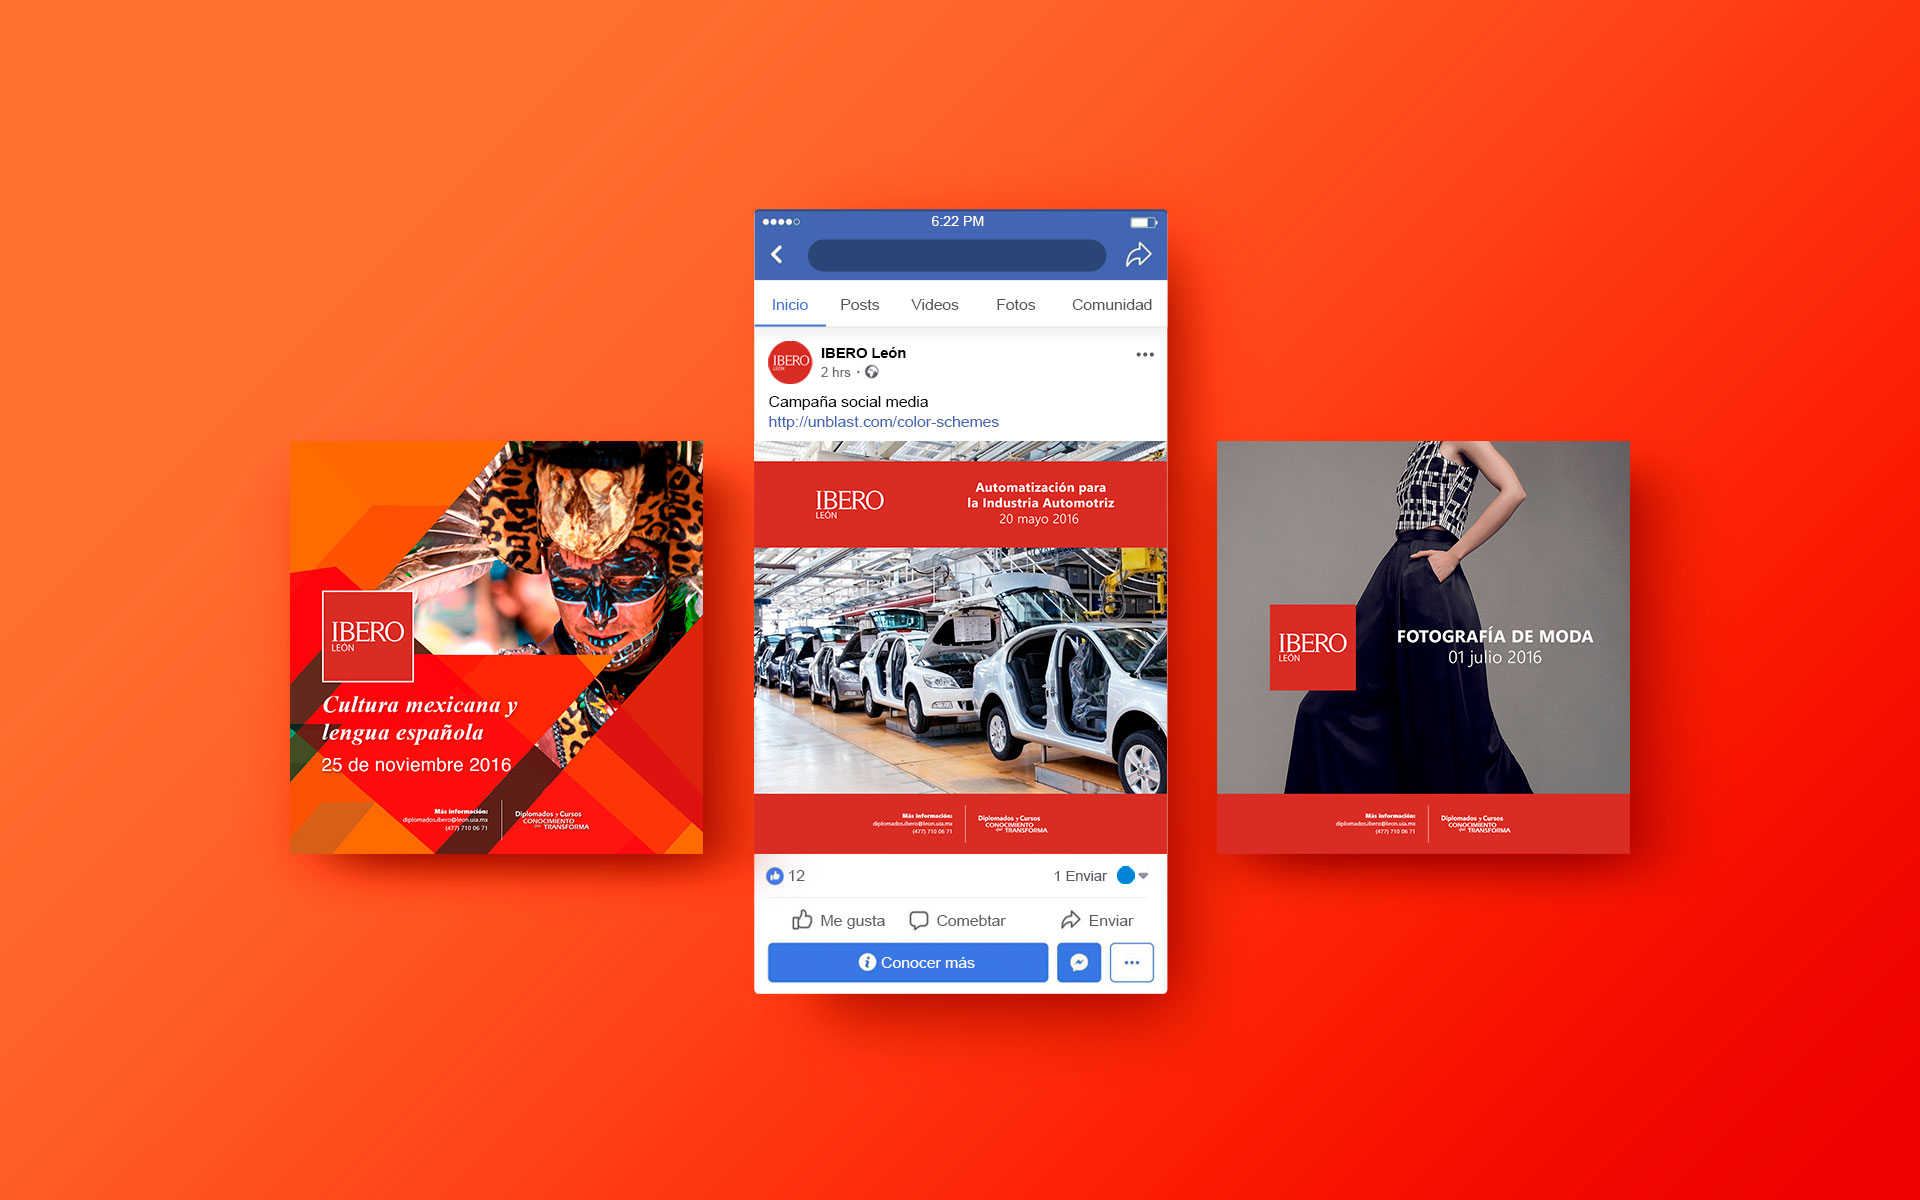 IBERO
LEÓN
Cultura mexicana y
lengua española
25 de noviembre 2016
Más información:
diplomados.ibero@leon.uia.mx
(477) 710 06 71
Diplomados y Cursos
CONOCIMIENTO
que TRANSFORMA
6:22 PM
Inicio Posts Videos Fotos Comunidad
IBERO LEÓN
IBERO León
2 hrs
Campaña social media
http://unblast.com/color-schemes
IBERO
LEÓN
Automatización para
la Industria Automotriz
20 mayo 2016
Más información:
diplomados.ibero@leon.uia.mx
(477) 710 06 71
Diplomados y Cursos
CONOCIMIENTO
que TRANSFORMA
12
1 Enviar
Me gusta Comebtar Enviar
Conocer más
IBERO
LEÓN
FOTOGRAFÍA DE MODA
01 julio 2016
Más información:
diplomados.ibero@leon.uia.mx
(477) 710 06 71
Diplomados y Cursos
CONOCIMIENTO
que TRANSFORMA